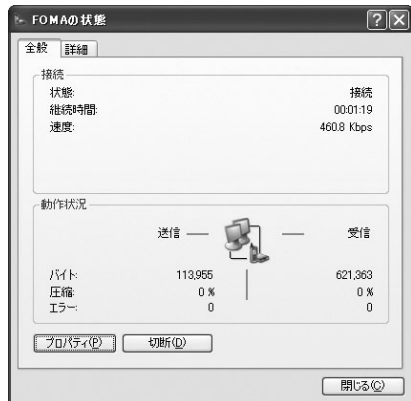 FOMAの状態
全般 詳細
接続
状態: 接続
継続時間: 00:01:19
速度: 460.8 Kbps
動作状況
送信 — — 受信
バイト: 113,955 621,363
圧縮: 0 % 0 %
エラー: 0 0
プロパティ(P) 切断(D)
閉じる(C)